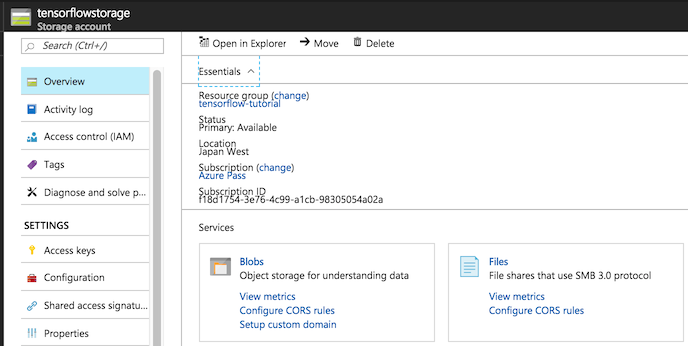 tensorflowstorage
Storage account
Search (Ctrl+/)
Overview
Activity log
Access control (IAM)
Tags
Diagnose and solve p...
SETTINGS
Access keys
Configuration
Shared access signatu...
Properties
Open in Explorer Move Delete
Essentials
Resource group (change)
tensorflow-tutorial
Status
Primary: Available
Location
Japan West
Subscription (change)
Azure Pass
Subscription ID
f18d1754-3e76-4c99-a1cb-98305054a02a
Services
Blobs
Object storage for understanding data
View metrics
Configure CORS rules
Setup custom domain
Files
File shares that use SMB 3.0 protocol
View metrics
Configure CORS rules